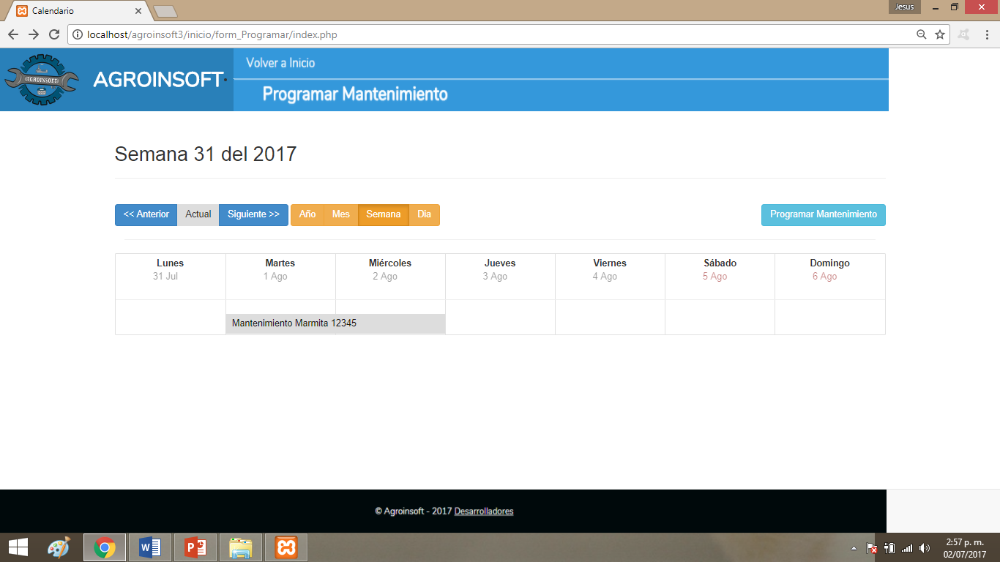 Calendario
Jesus
localhost/agroinsoft3/inicio/form_Programar/index.php
AGROINSOFT
AGROINSOFT.
Volver a Inicio
Programar Mantenimiento
Semana 31 del 2017
<< Anterior Actual Siguiente >> Año Mes Semana Dia Programar Mantenimiento
Lunes Martes Miércoles Jueves Viernes Sábado Domingo
31 Jul 1 Ago 2 Ago 3 Ago 4 Ago 5 Ago 6 Ago
Mantenimiento Marmita 12345
© Agroinsoft - 2017 Desarrolladores
2:57 p. m.
02/07/2017